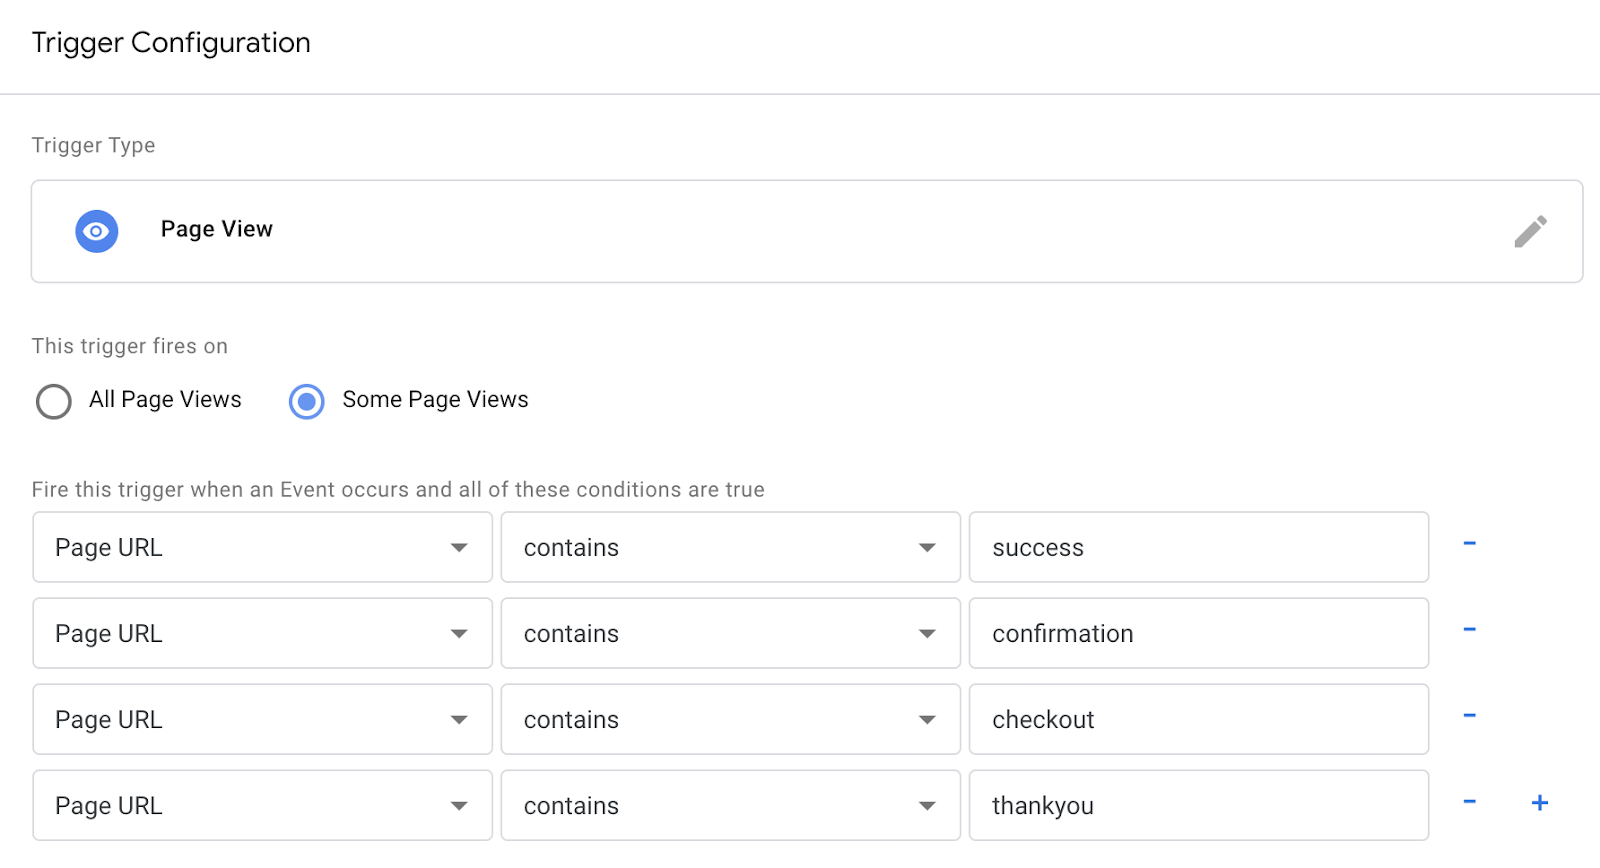 Trigger Configuration
Trigger Type
Page View
This trigger fires on
All Page Views Some Page Views
Fire this trigger when an Event occurs and all of these conditions are true
Page URL contains success -
Page URL contains confirmation -
Page URL contains checkout -
Page URL contains thankyou - +